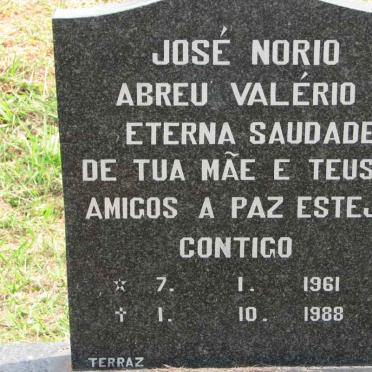 JOSÉ NORIO
ABREU VALÉRIO
ETERNA SAUDADE
DE TUA MÃE E TEUS
AMIGOS A PAZ ESTEJ
CONTIGO
☆ 7. 1. 1961
✝ 1. 10. 1988
TERRAZ